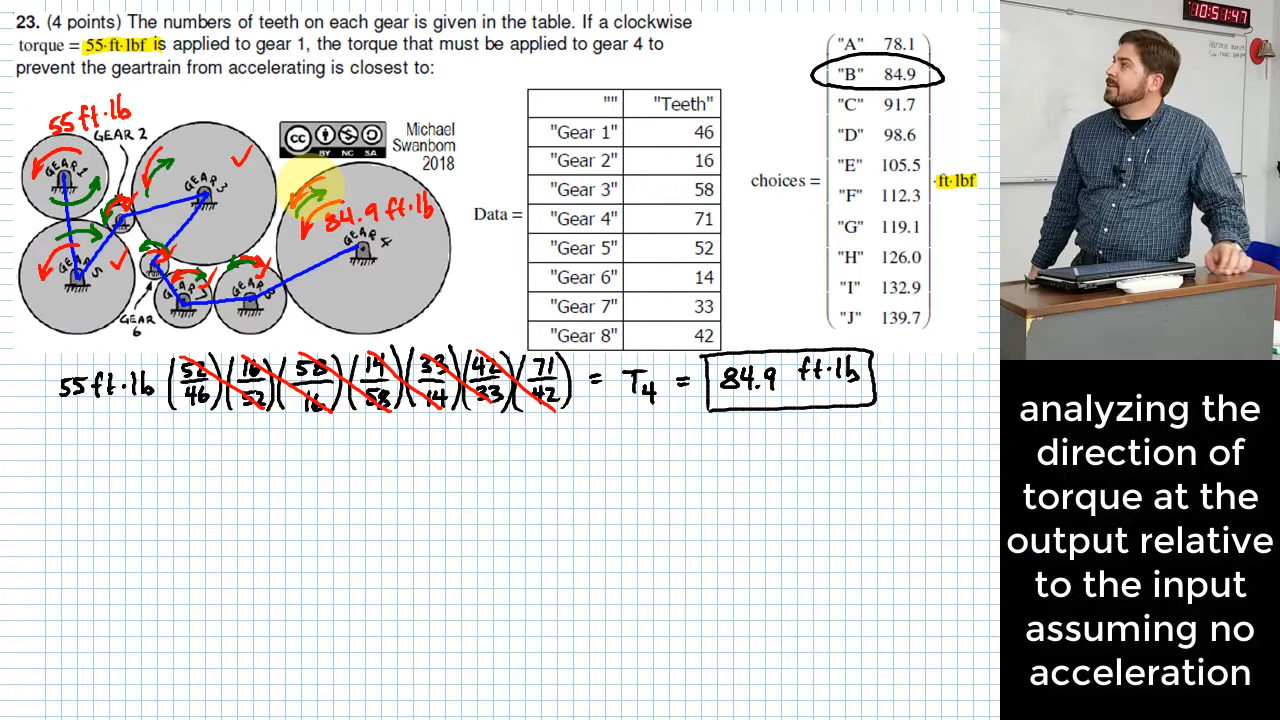 23. (4 points) The numbers of teeth on each gear is given in the table. If a clockwise
torque = 55·ft·lbf is applied to gear 1, the torque that must be applied to gear 4 to
prevent the geartrain from accelerating is closest to:
55 ft·lb
GEAR 2
GEAR 1
GEAR 3
GEAR 5
GEAR
6
84.9 ft·lb
GEAR 4
cc
BY NC SA
Michael
Swanbom
2018
Data =
"" "Teeth"
"Gear 1" 46
"Gear 2" 16
"Gear 3" 58
"Gear 4" 71
"Gear 5" 52
"Gear 6" 14
"Gear 7" 33
"Gear 8" 42
choices =
"A" 78.1
"B" 84.9
"C" 91.7
"D" 98.6
"E" 105.5
"F" 112.3
"G" 119.1
"H" 126.0
"I" 132.9
"J" 139.7
·ft·lbf
55 ft·lb (52/46)(16/52)(58/16)(14/58)(33/14)(42/33)(71/42) = T4 = 84.9 ft·lb
10:51:47
analyzing the
direction of
torque at the
output relative
to the input
assuming no
acceleration